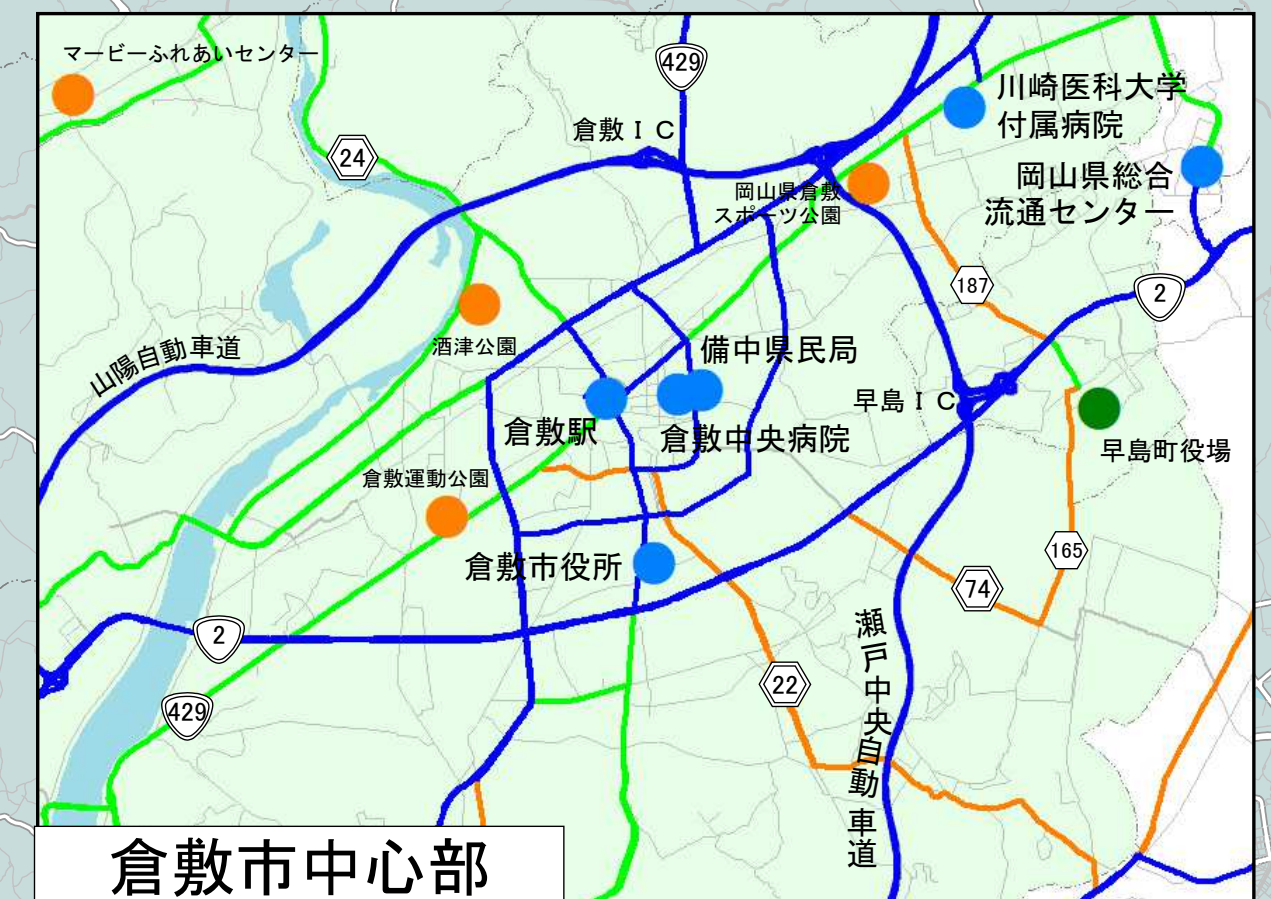 マービーふれあいセンター
429
川崎医科大学
付属病院
倉敷ＩＣ
24
岡山県総合
流通センター
岡山県倉敷
スポーツ公園
187
2
山陽自動車道
酒津公園
備中県民局
早島ＩＣ
倉敷駅
倉敷中央病院
早島町役場
倉敷運動公園
165
倉敷市役所
74
2
瀬戸中央自動車道
22
429
倉敷市中心部